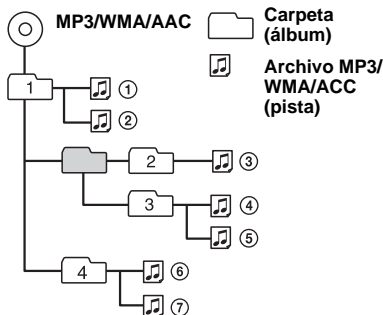 MP3/WMA/AAC
Carpeta
(álbum)
Archivo MP3/
WMA/ACC
(pista)
1
①
②
2
③
3
④
⑤
4
⑥
⑦